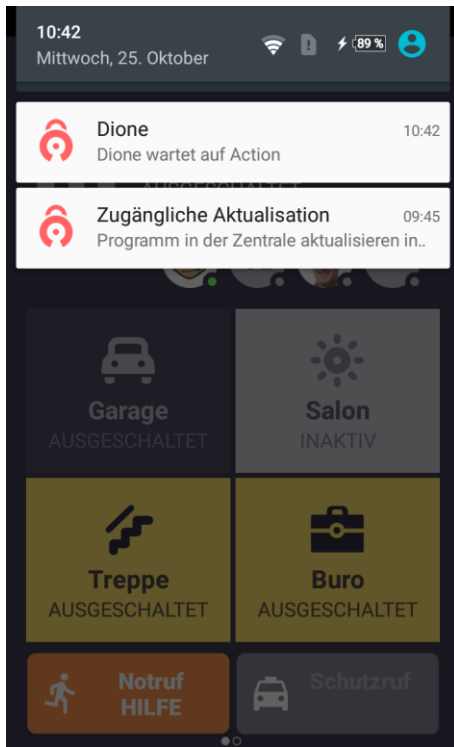 10:42
Mittwoch, 25. Oktober
89 %
Dione
10:42
Dione wartet auf Action
AUSGESCHALTET
Zugängliche Aktualisation
09:45
Programm in der Zentrale aktualisieren in..
Garage
AUSGESCHALTET
Salon
INAKTIV
Treppe
AUSGESCHALTET
Buro
AUSGESCHALTET
Notruf
HILFE
Schutzruf